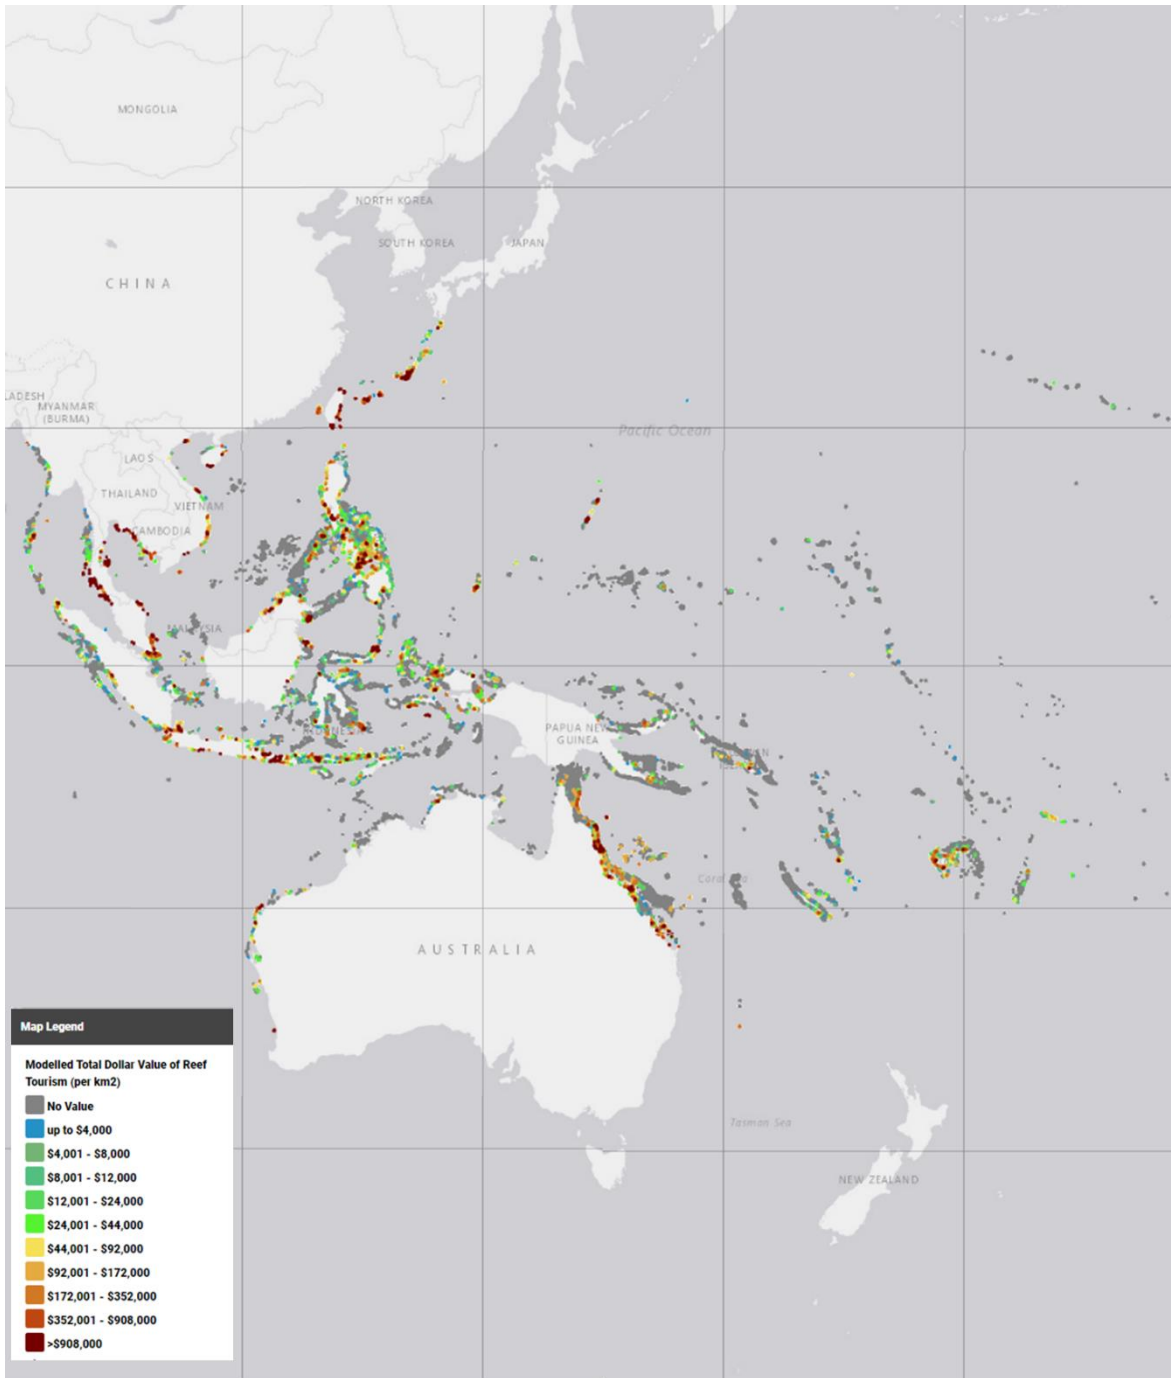 MONGOLIA
NORTH KOREA
SOUTH KOREA
JAPAN
CHINA
LADESH
MYANMAR
(BURMA)
Pacific Ocean
LAOS
THAILAND
VIETNAM
CAMBODIA
MALAYSIA
PAPUA NEW
GUINEA
Coral
AUSTRALIA
Map Legend
Modelled Total Dollar Value of Reef
Tourism (per km2)
No Value
up to $4,000
$4,001 - $8,000
$8,001 - $12,000
$12,001 - $24,000
$24,001 - $44,000
$44,001 - $92,000
$92,001 - $172,000
$172,001 - $352,000
$352,001 - $908,000
>$908,000
Tasman Sea
NEW ZEALAND